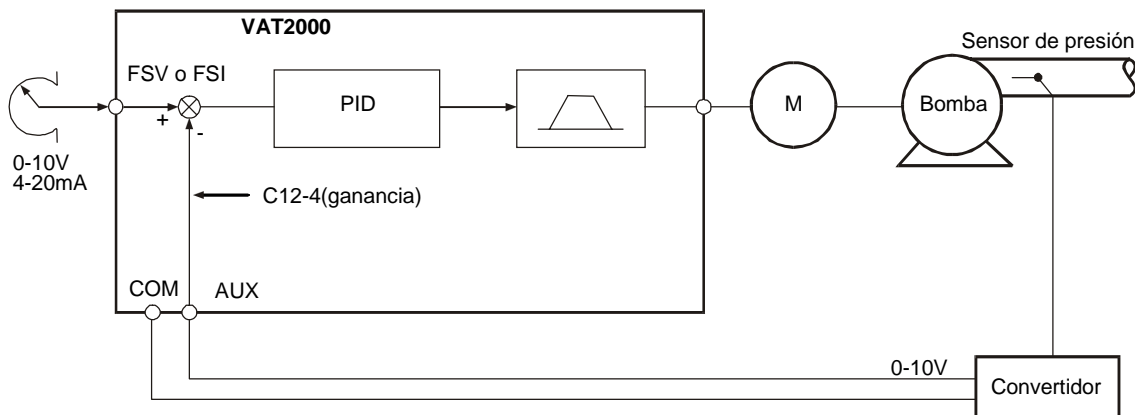 VAT2000
Sensor de presión
FSV o FSI
PID
M
Bomba
+
-
0-10V
4-20mA
C12-4(ganancia)
COM
AUX
0-10V
Convertidor